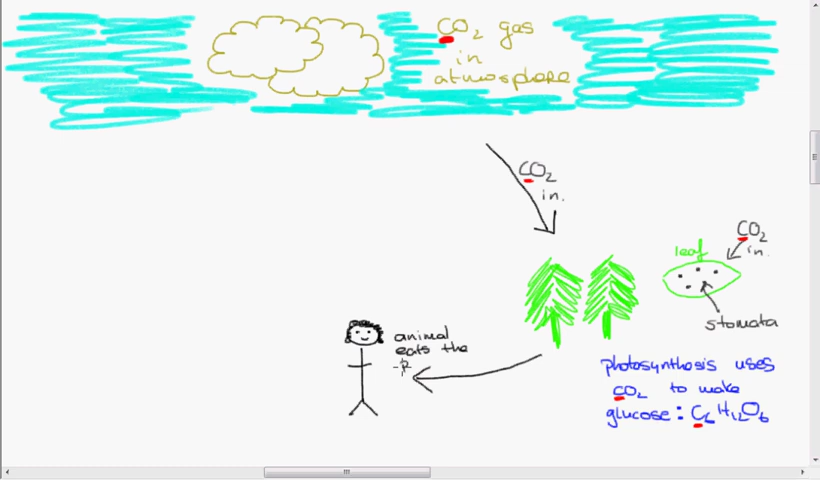 CO2 gas
in
atmosphere
CO2
in.
CO2
in.
leaf
stomata
animal
eats the
photosynthesis uses
CO2 to make
glucose: C6H12O6